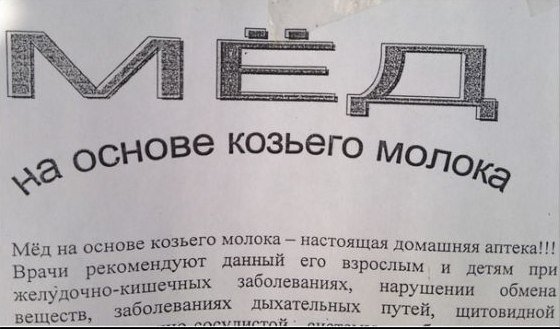 МЁД
на основе козьего молока
Мёд на основе козьего молока – настоящая домашняя аптека!!!
Врачи рекомендуют данный его взрослым и детям при
желудочно-кишечных заболеваниях, нарушении обмена
веществ, заболеваниях дыхательных путей, щитовидной